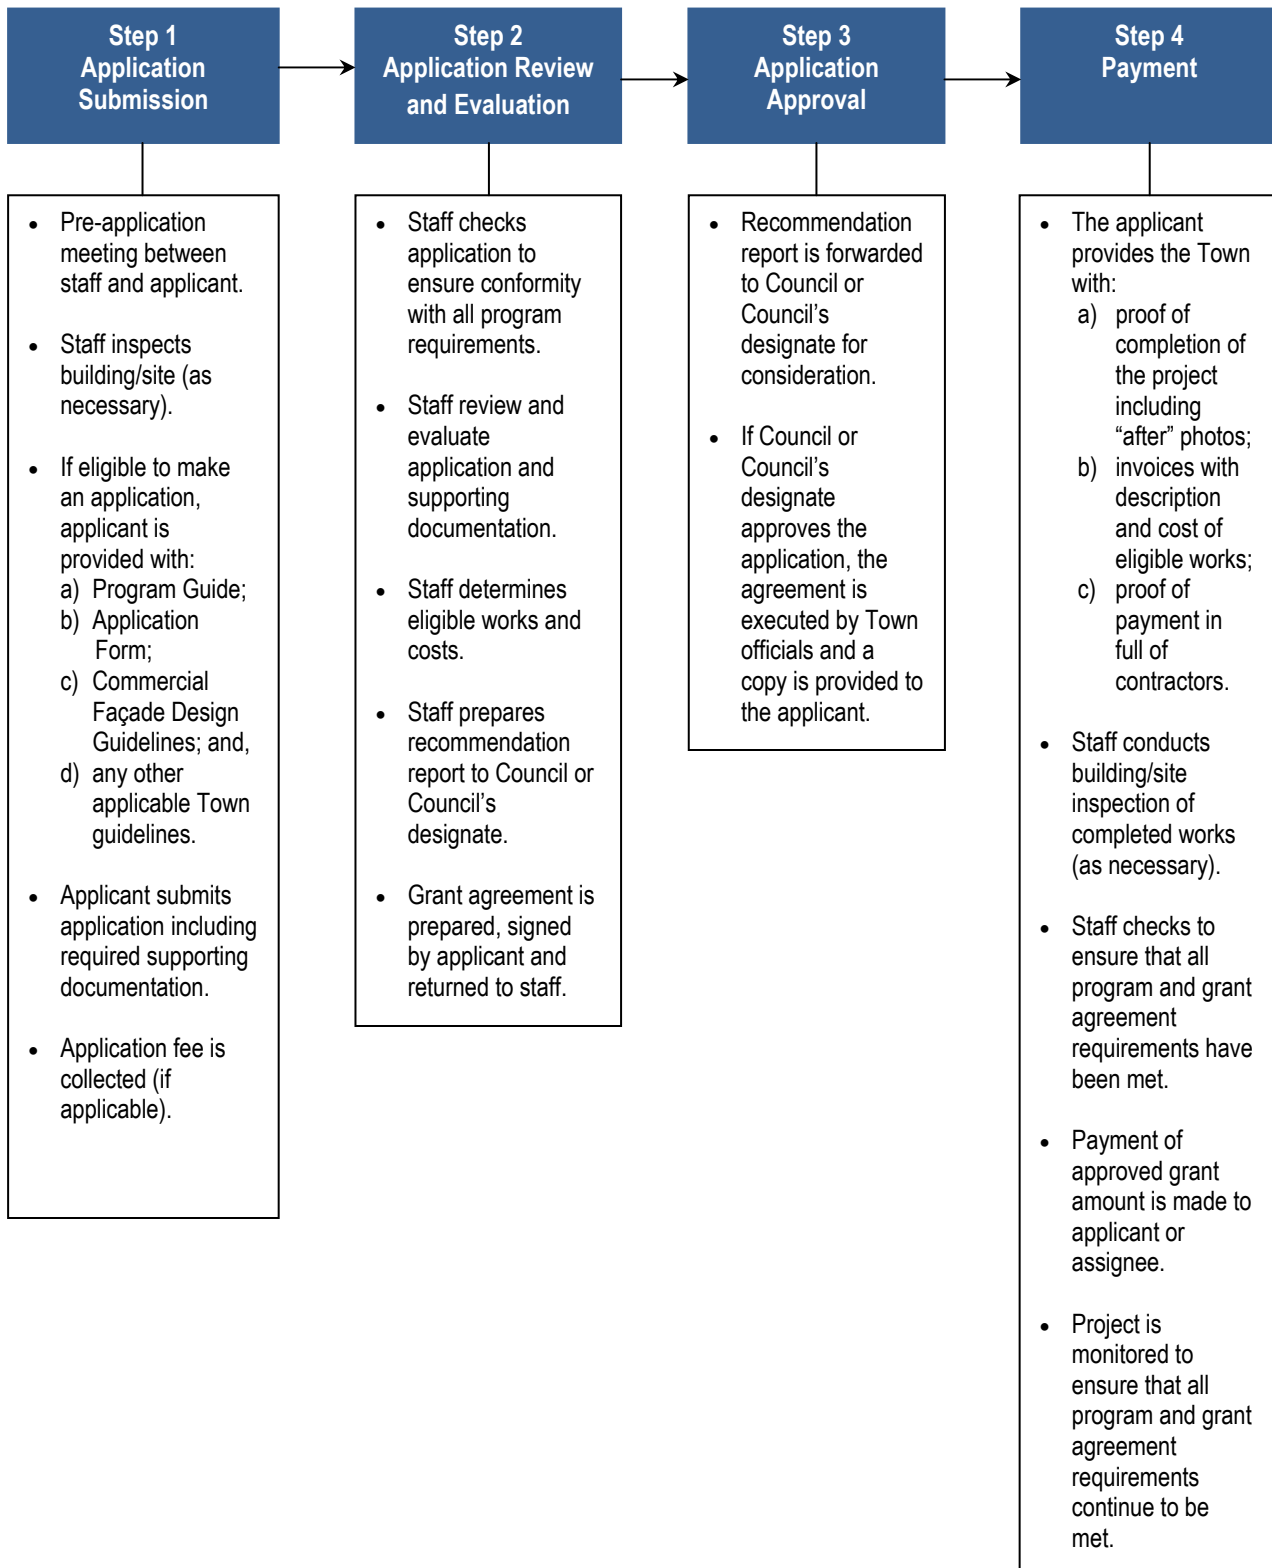 Step 1
Application
Submission
Step 2
Application Review
and Evaluation
Step 3
Application
Approval
Step 4
Payment
• Pre-application
meeting between
staff and applicant.
• Staff inspects
building/site (as
necessary).
• If eligible to make
an application,
applicant is
provided with:
a) Program Guide;
b) Application
Form;
c) Commercial
Façade Design
Guidelines; and,
d) any other
applicable Town
guidelines.
• Applicant submits
application including
required supporting
documentation.
• Application fee is
collected (if
applicable).
• Staff checks
application to
ensure conformity
with all program
requirements.
• Staff review and
evaluate
application and
supporting
documentation.
• Staff determines
eligible works and
costs.
• Staff prepares
recommendation
report to Council or
Council’s
designate.
• Grant agreement is
prepared, signed
by applicant and
returned to staff.
• Recommendation
report is forwarded
to Council or
Council’s
designate for
consideration.
• If Council or
Council’s
designate
approves the
application, the
agreement is
executed by Town
officials and a
copy is provided to
the applicant.
• The applicant
provides the Town
with:
a) proof of
completion of
the project
including
“after” photos;
b) invoices with
description
and cost of
eligible works;
c) proof of
payment in
full of
contractors.
• Staff conducts
building/site
inspection of
completed works
(as necessary).
• Staff checks to
ensure that all
program and grant
agreement
requirements have
been met.
• Payment of
approved grant
amount is made to
applicant or
assignee.
• Project is
monitored to
ensure that all
program and grant
agreement
requirements
continue to be
met.